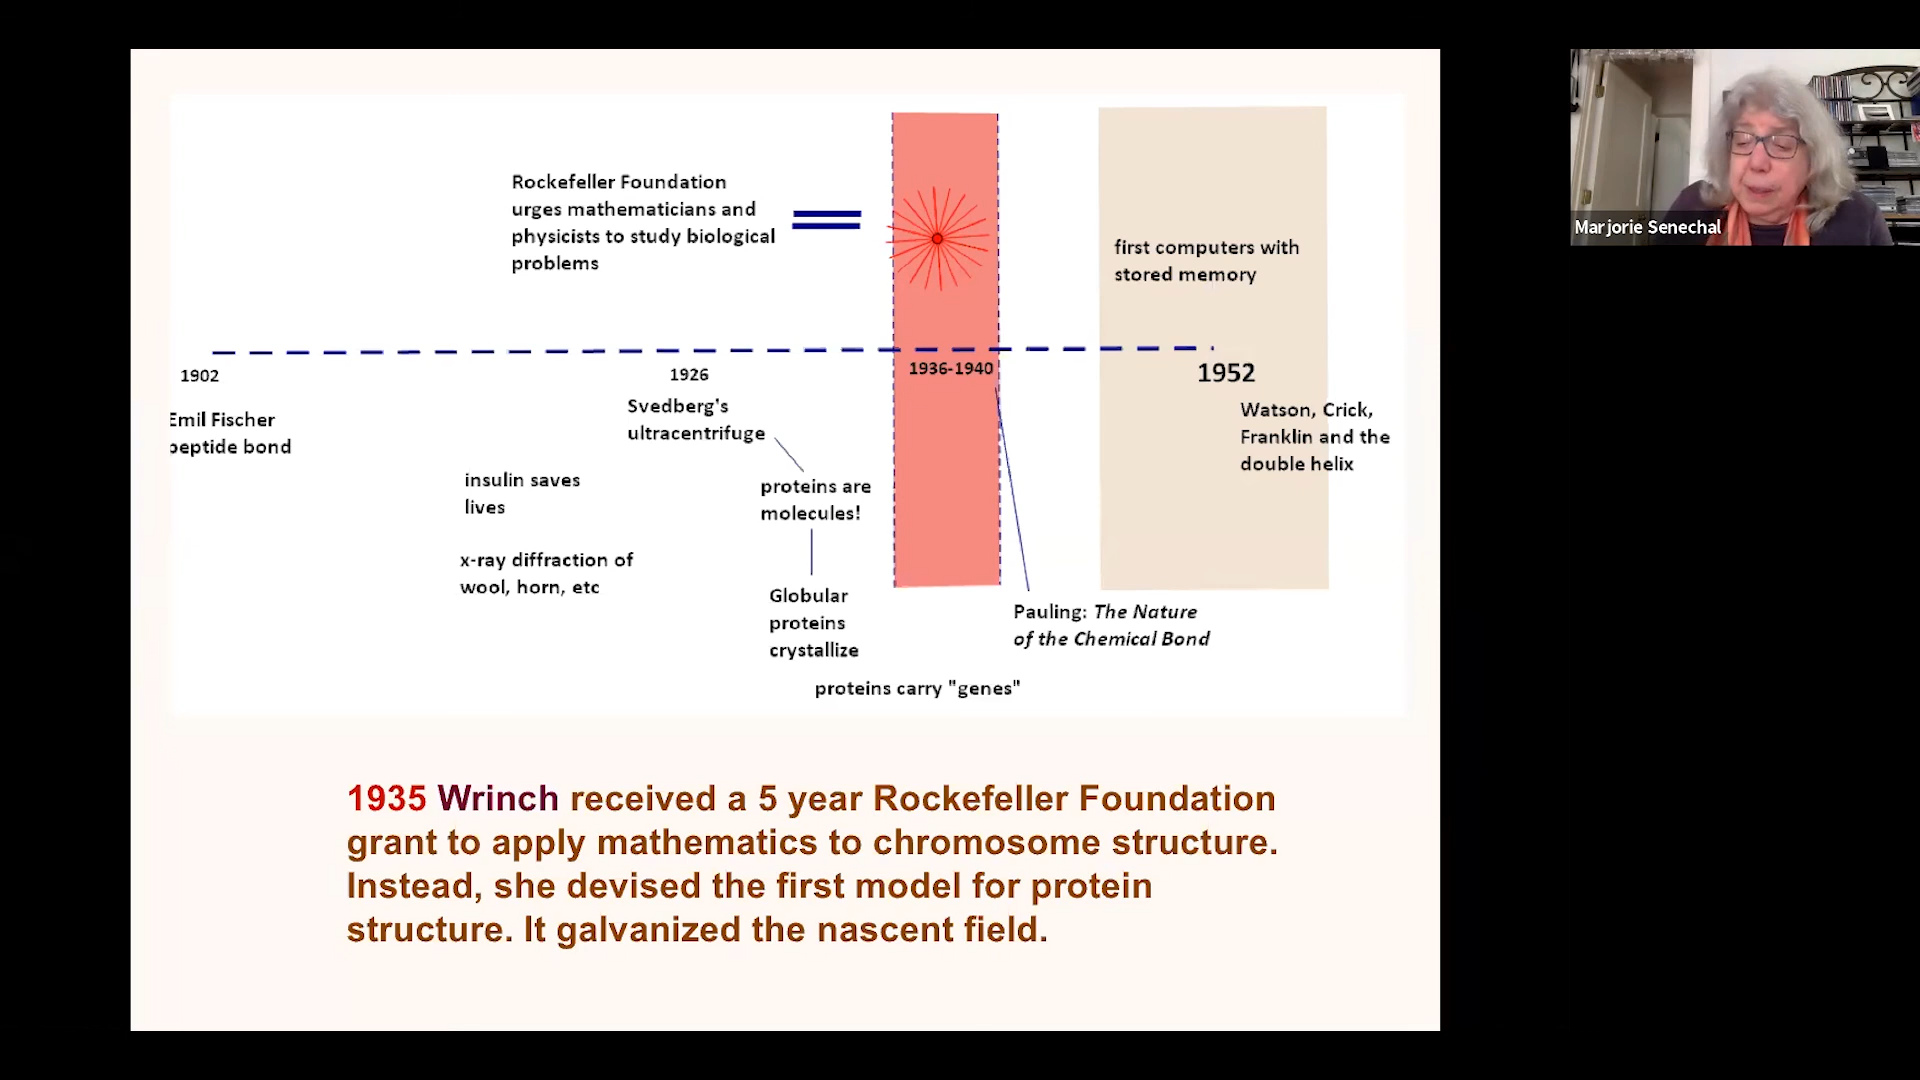 Rockefeller Foundation
urges mathematicians and
physicists to study biological
problems
first computers with
stored memory
1902
1926
1936-1940
1952
Emil Fischer
peptide bond
Svedberg's
ultracentrifuge
Watson, Crick,
Franklin and the
double helix
insulin saves
lives
proteins are
molecules!
x-ray diffraction of
wool, horn, etc
Globular
proteins
crystallize
Pauling: The Nature
of the Chemical Bond
proteins carry "genes"
1935 Wrinch received a 5 year Rockefeller Foundation
grant to apply mathematics to chromosome structure.
Instead, she devised the first model for protein
structure. It galvanized the nascent field.
Marjorie Senechal